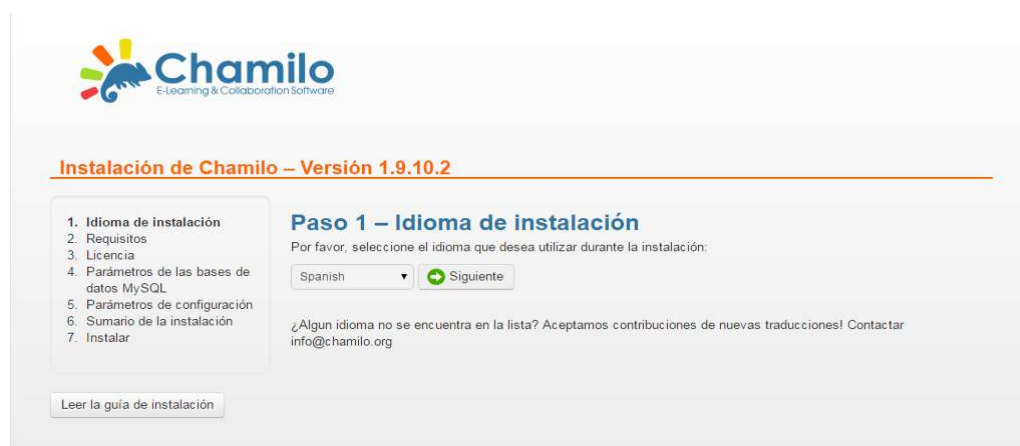 Chamilo
E-Learning & Collaboration Software
Instalación de Chamilo – Versión 1.9.10.2
1. Idioma de instalación
2. Requisitos
3. Licencia
4. Parámetros de las bases de
datos MySQL
5. Parámetros de configuración
6. Sumario de la instalación
7. Instalar
Paso 1 – Idioma de instalación
Por favor, seleccione el idioma que desea utilizar durante la instalación:
Spanish
Siguiente
¿Algun idioma no se encuentra en la lista? Aceptamos contribuciones de nuevas traducciones! Contactar
info@chamilo.org
Leer la guía de instalación